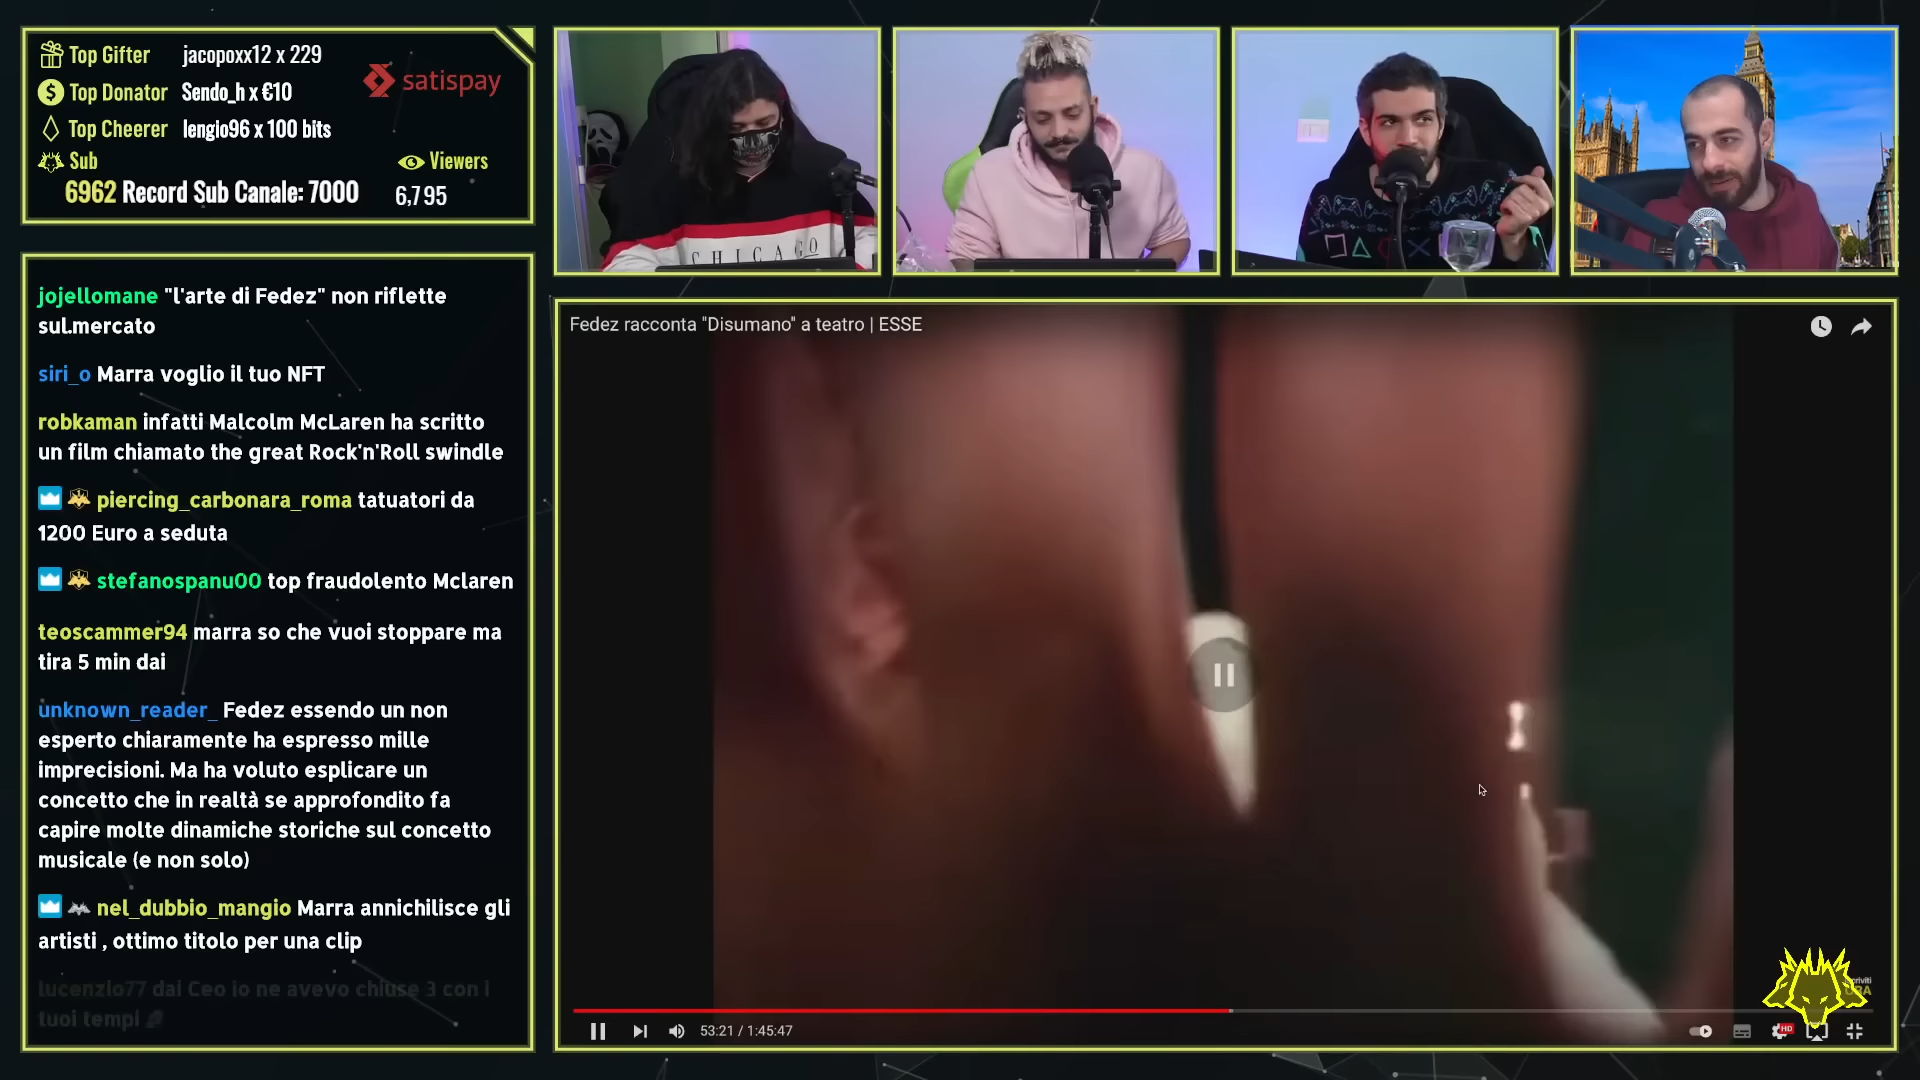 Top Gifter jacopoxx12 x 229
satispay
Top Donator Sendo_h x €10
Top Cheerer lengio96 x 100 bits
Sub
Viewers
6962 Record Sub Canale: 7000
6,795
CHICAGO
jojellomane "l'arte di Fedez" non riflette
sul.mercato
siri_o Marra voglio il tuo NFT
robkaman infatti Malcolm McLaren ha scritto
un film chiamato the great Rock'n'Roll swindle
piercing_carbonara_roma tatuatori da
1200 Euro a seduta
stefanospanu00 top fraudolento Mclaren
teoscammer94 marra so che vuoi stoppare ma
tira 5 min dai
unknown_reader_ Fedez essendo un non
esperto chiaramente ha espresso mille
imprecisioni. Ma ha voluto esplicare un
concetto che in realtà se approfondito fa
capire molte dinamiche storiche sul concetto
musicale (e non solo)
nel_dubbio_mangio Marra annichilisce gli
artisti , ottimo titolo per una clip
lucenzio77 dai Ceo io ne avevo chiuse 3 con i
tuoi tempi
Fedez racconta "Disumano" a teatro | ESSE
53:21 / 1:45:47
HD